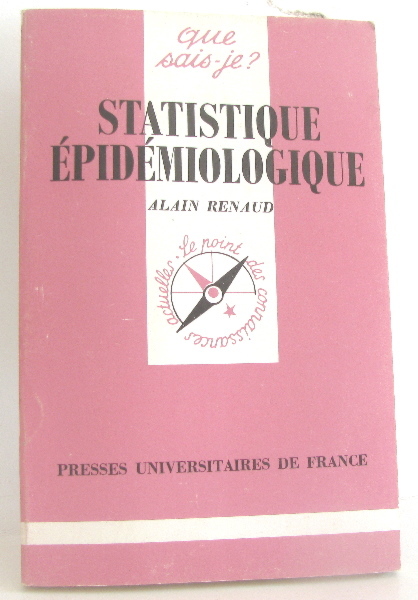 que
sais-je?
STATISTIQUE
ÉPIDÉMIOLOGIQUE
ALAIN RENAUD
Le point des connaissances actuelles.
PRESSES UNIVERSITAIRES DE FRANCE